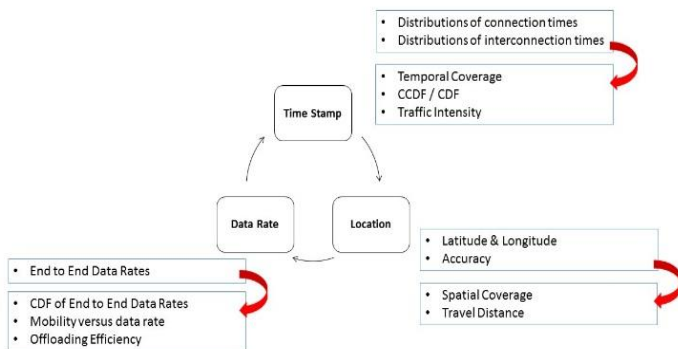 • Distributions of connection times
• Distributions of interconnection times
• Temporal Coverage
• CCDF / CDF
• Traffic Intensity
Time Stamp
Data Rate
Location
• Latitude & Longitude
• Accuracy
• Spatial Coverage
• Travel Distance
• End to End Data Rates
• CDF of End to End Data Rates
• Mobility versus data rate
• Offloading Efficiency